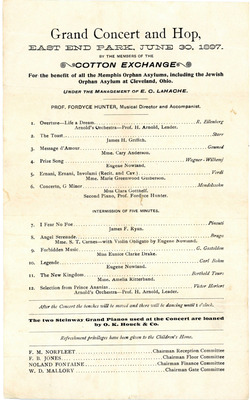 Grand Concert and Hop,
EAST END PARK, JUNE 30, 1897.
BY THE MEMBERS OF THE
COTTON EXCHANGE
For the benefit of all the Memphis Orphan Asylums, including the Jewish
Orphan Asylum at Cleveland, Ohio.
UNDER THE MANAGEMENT OF E. O. LAHACHE.
PROF. FORDYCE HUNTER, Musical Director and Accompanist.
1. Overture—Life a Dream R. Eilenberg
Arnold's Orchestra—Prof. H. Arnold, Leader.
2. The Toast Storr
James H. Griffith.
3. Message d'Amour Gounod
Mme. Cary Anderson.
4. Prize Song Wagner-Wilhemj
Eugene Nowland.
5. Ernani, Ernani, Involami (Recit. and Cav.) Verdi
Mme. Marie Greenwood
6. Concerto, G Minor Mendelssohn
Miss Clara
Second Piano, Prof. Fordyce Hunter.
INTERMISSION OF FIVE MINUTES.
7. I Fear No Foe Pinsuti
James F. Ryan.
8. Angel Serenade Braga
Mme. S. T. Carnes—with Violin Obligato by Eugene Nowland.
9. Forbidden Music S. Gastaldon
Miss Eunice Clarke Drake.
10. Legende Carl Bohm
Eugene Nowland.
11. The New Kingdom Berthold Tours
Mme. Amelia
12. Selection from Prince Ananias Victor Herbert
Arnold's Orchestra—Prof. H. Arnold, Leader.
After the Concert the benches will be moved and there will be dancing until 1 o'clock.
The two Steinway Grand Pianos used at the Concert are loaned
by O. K. Houck & Co.
Refreshment privileges have been given to the Children's Home.
F. M. NORFLEET Chairman Reception Committee
F. B. JONES Chairman Floor Committee
NOLAND FONTAINE Chairman Finance Committee
W. D. MALLORY Chairman Gate Committee